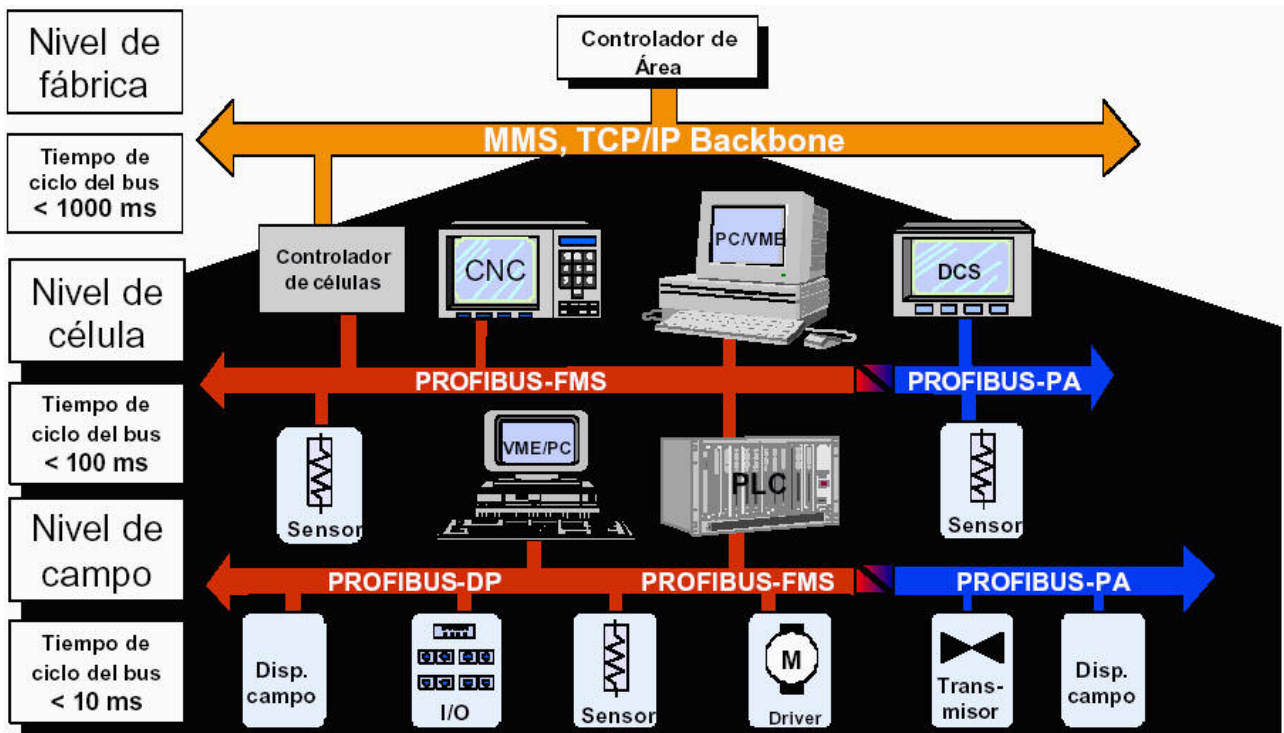 Nivel de
fábrica
Controlador de
Área
MMS, TCP/IP Backbone
Tiempo de
ciclo del bus
< 1000 ms
Controlador
de células
CNC
PC/VME
DCS
Nivel de
célula
PROFIBUS-FMS
PROFIBUS-PA
Tiempo de
ciclo del bus
< 100 ms
Sensor
VME/PC
PLC
Sensor
Nivel de
campo
PROFIBUS-DP
PROFIBUS-FMS
PROFIBUS-PA
Tiempo de
ciclo del bus
< 10 ms
Disp.
campo
I/O
Sensor
M
Driver
Trans-
misor
Disp.
campo